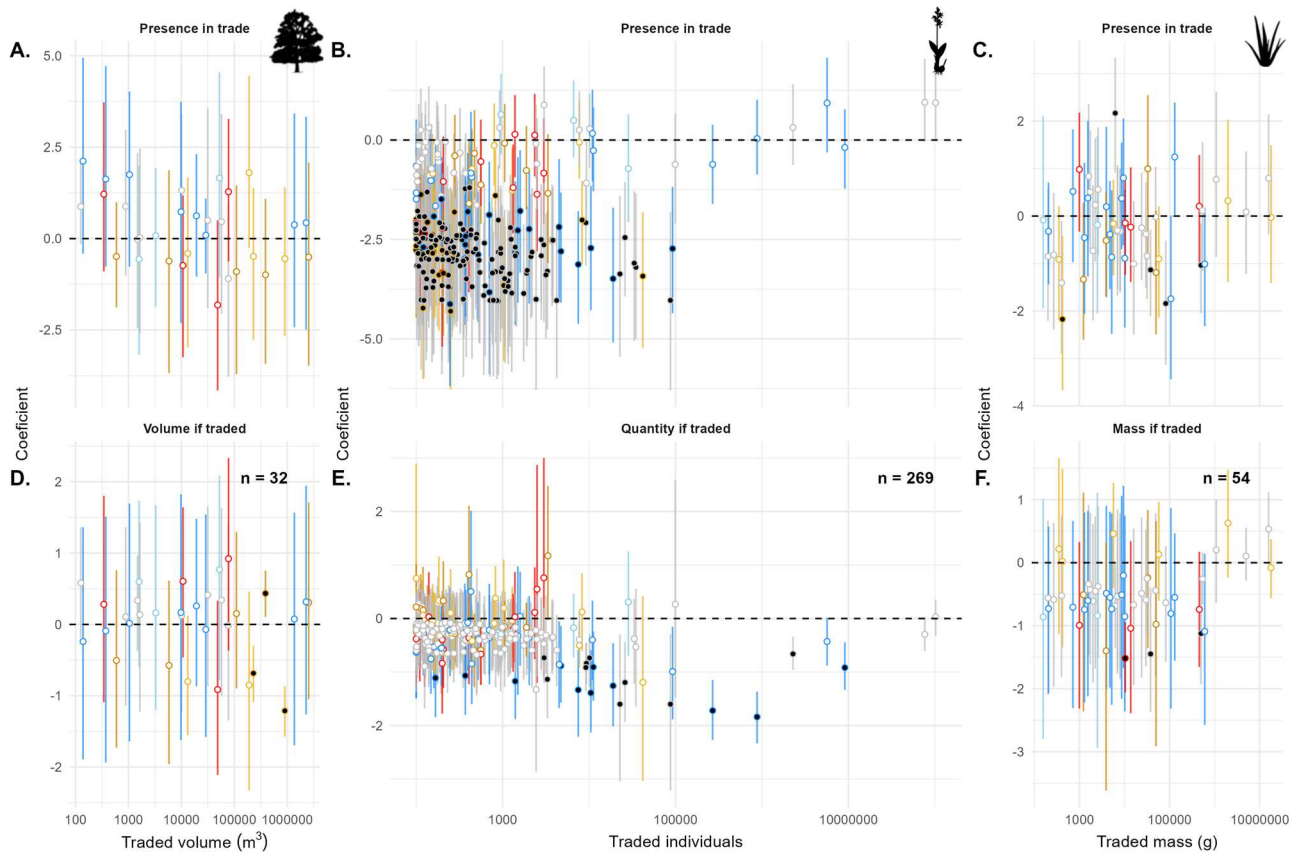 A.
Presence in trade
B.
Presence in trade
C.
Presence in trade
5.0
2.5
0.0
-2.5
0.0
-2.5
-5.0
2
0
-2
-4
Coeficient
Coeficient
Coeficient
Volume if traded
Quantity if traded
Mass if traded
D.
n = 32
E.
n = 269
F.
n = 54
2
1
0
-1
-2
2
0
-2
1
0
-1
-2
-3
100 1000 10000 100000 1000000
1000 100000 10000000
1000 100000 10000000
Traded volume (m³)
Traded individuals
Traded mass (g)